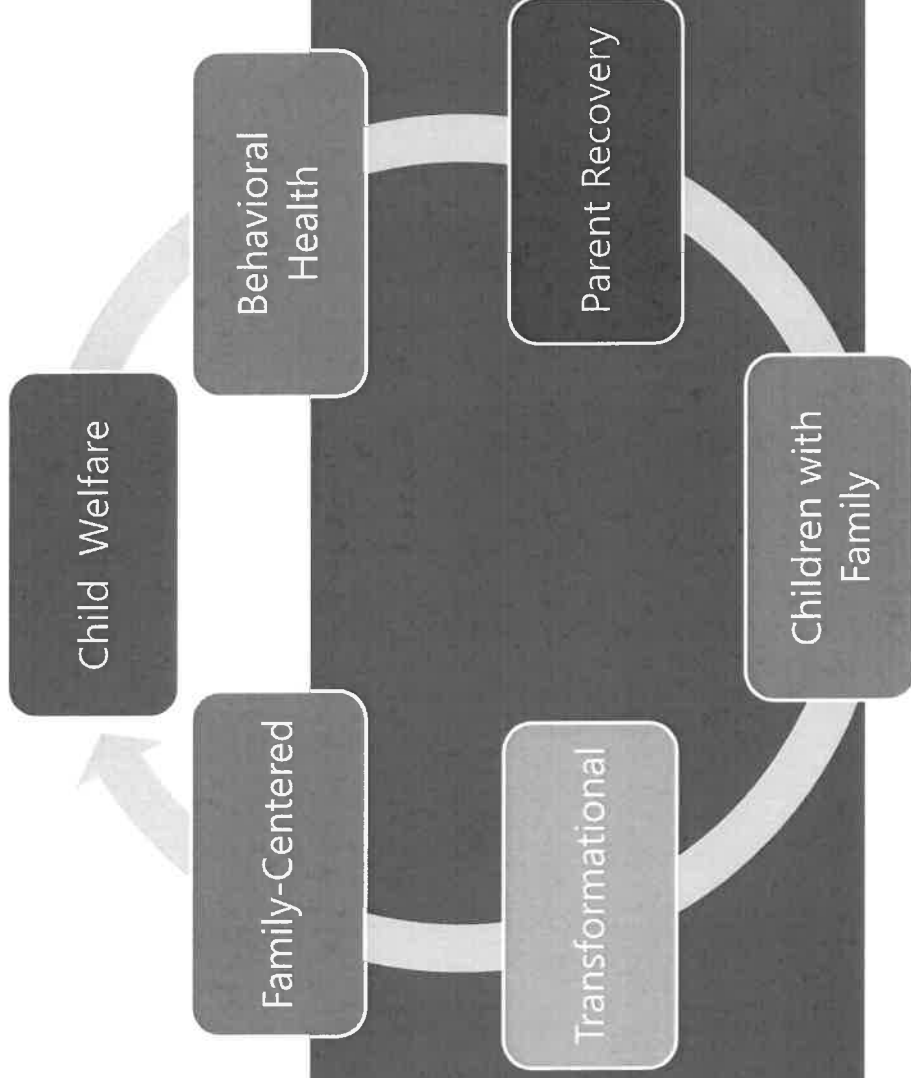 Child Welfare
Behavioral
Health
Parent Recovery
Children with
Family
Transformational
Family-Centered